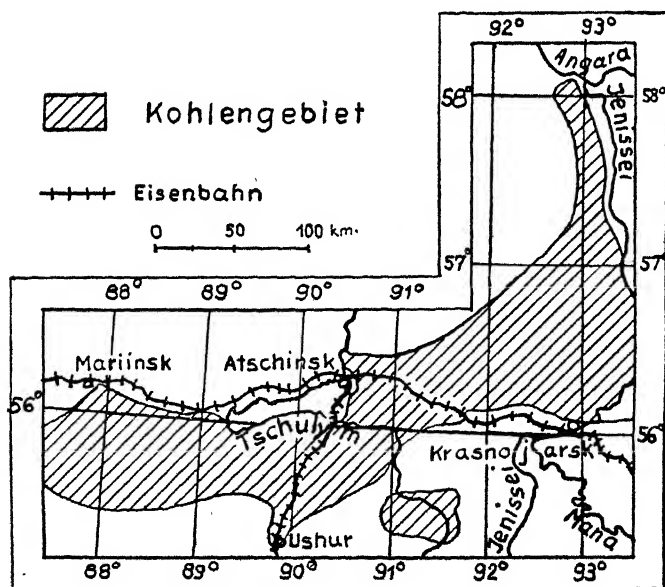 92° 93°
Angara
58° 58°
Jenissei
Kohlengebiet
Eisenbahn
0 50 100 km.
57° 57°
88° 89° 90° 91°
Mariinsk Atschinsk
56° 56°
Tschulym
Krasnojarsk
Jenissei
Mana
Ushur
88° 89° 90° 91° 92° 93°